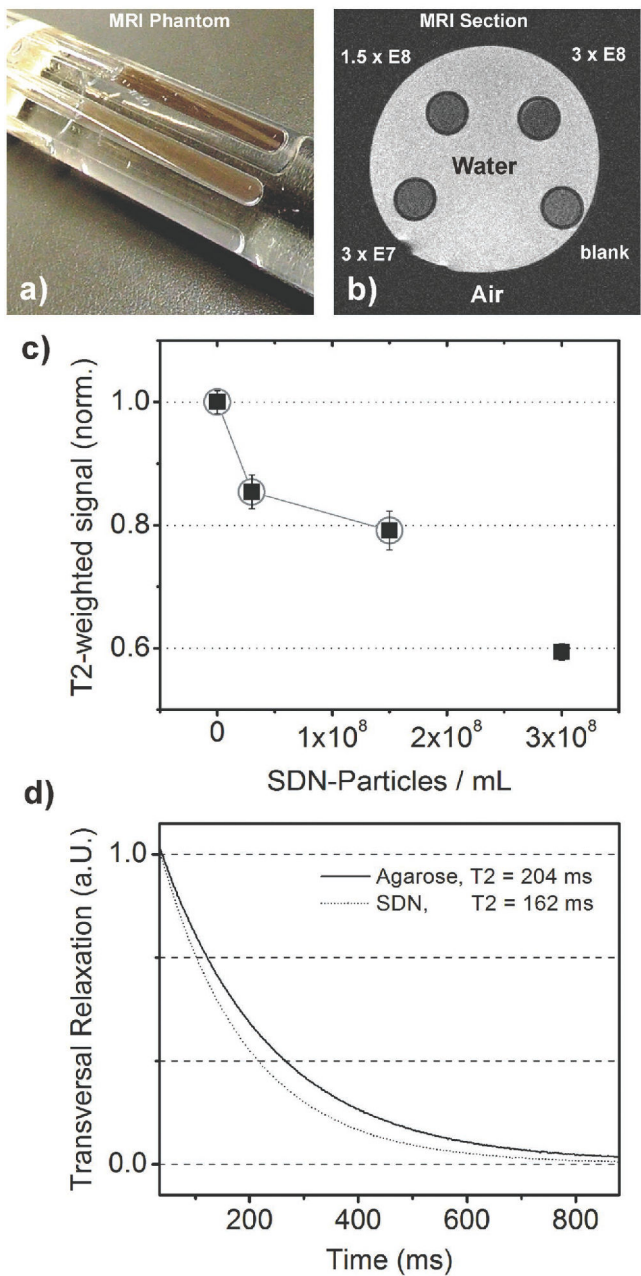 MRI Phantom
a)
MRI Section
1.5 x E8
3 x E8
Water
3 x E7
blank
b)
Air
c)
T2-weighted signal (norm.)
1.0
0.8
0.6
0
1x10⁸
2x10⁸
3x10⁸
SDN-Particles / mL
d)
Transversal Relaxation (a.U.)
1.0
0.0
Agarose, T2 = 204 ms
SDN, T2 = 162 ms
200
400
600
800
Time (ms)